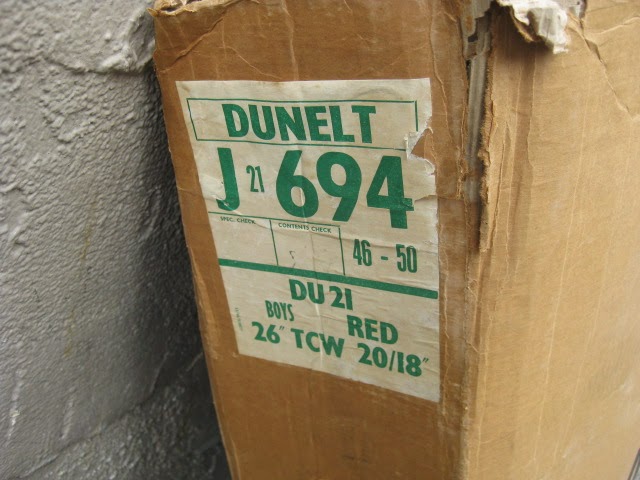 DUNELT
J 21 694
SPEC. CHECK
CONTENTS CHECK
46 - 50
DU 21
BOYS RED
26" TCW 20/18"